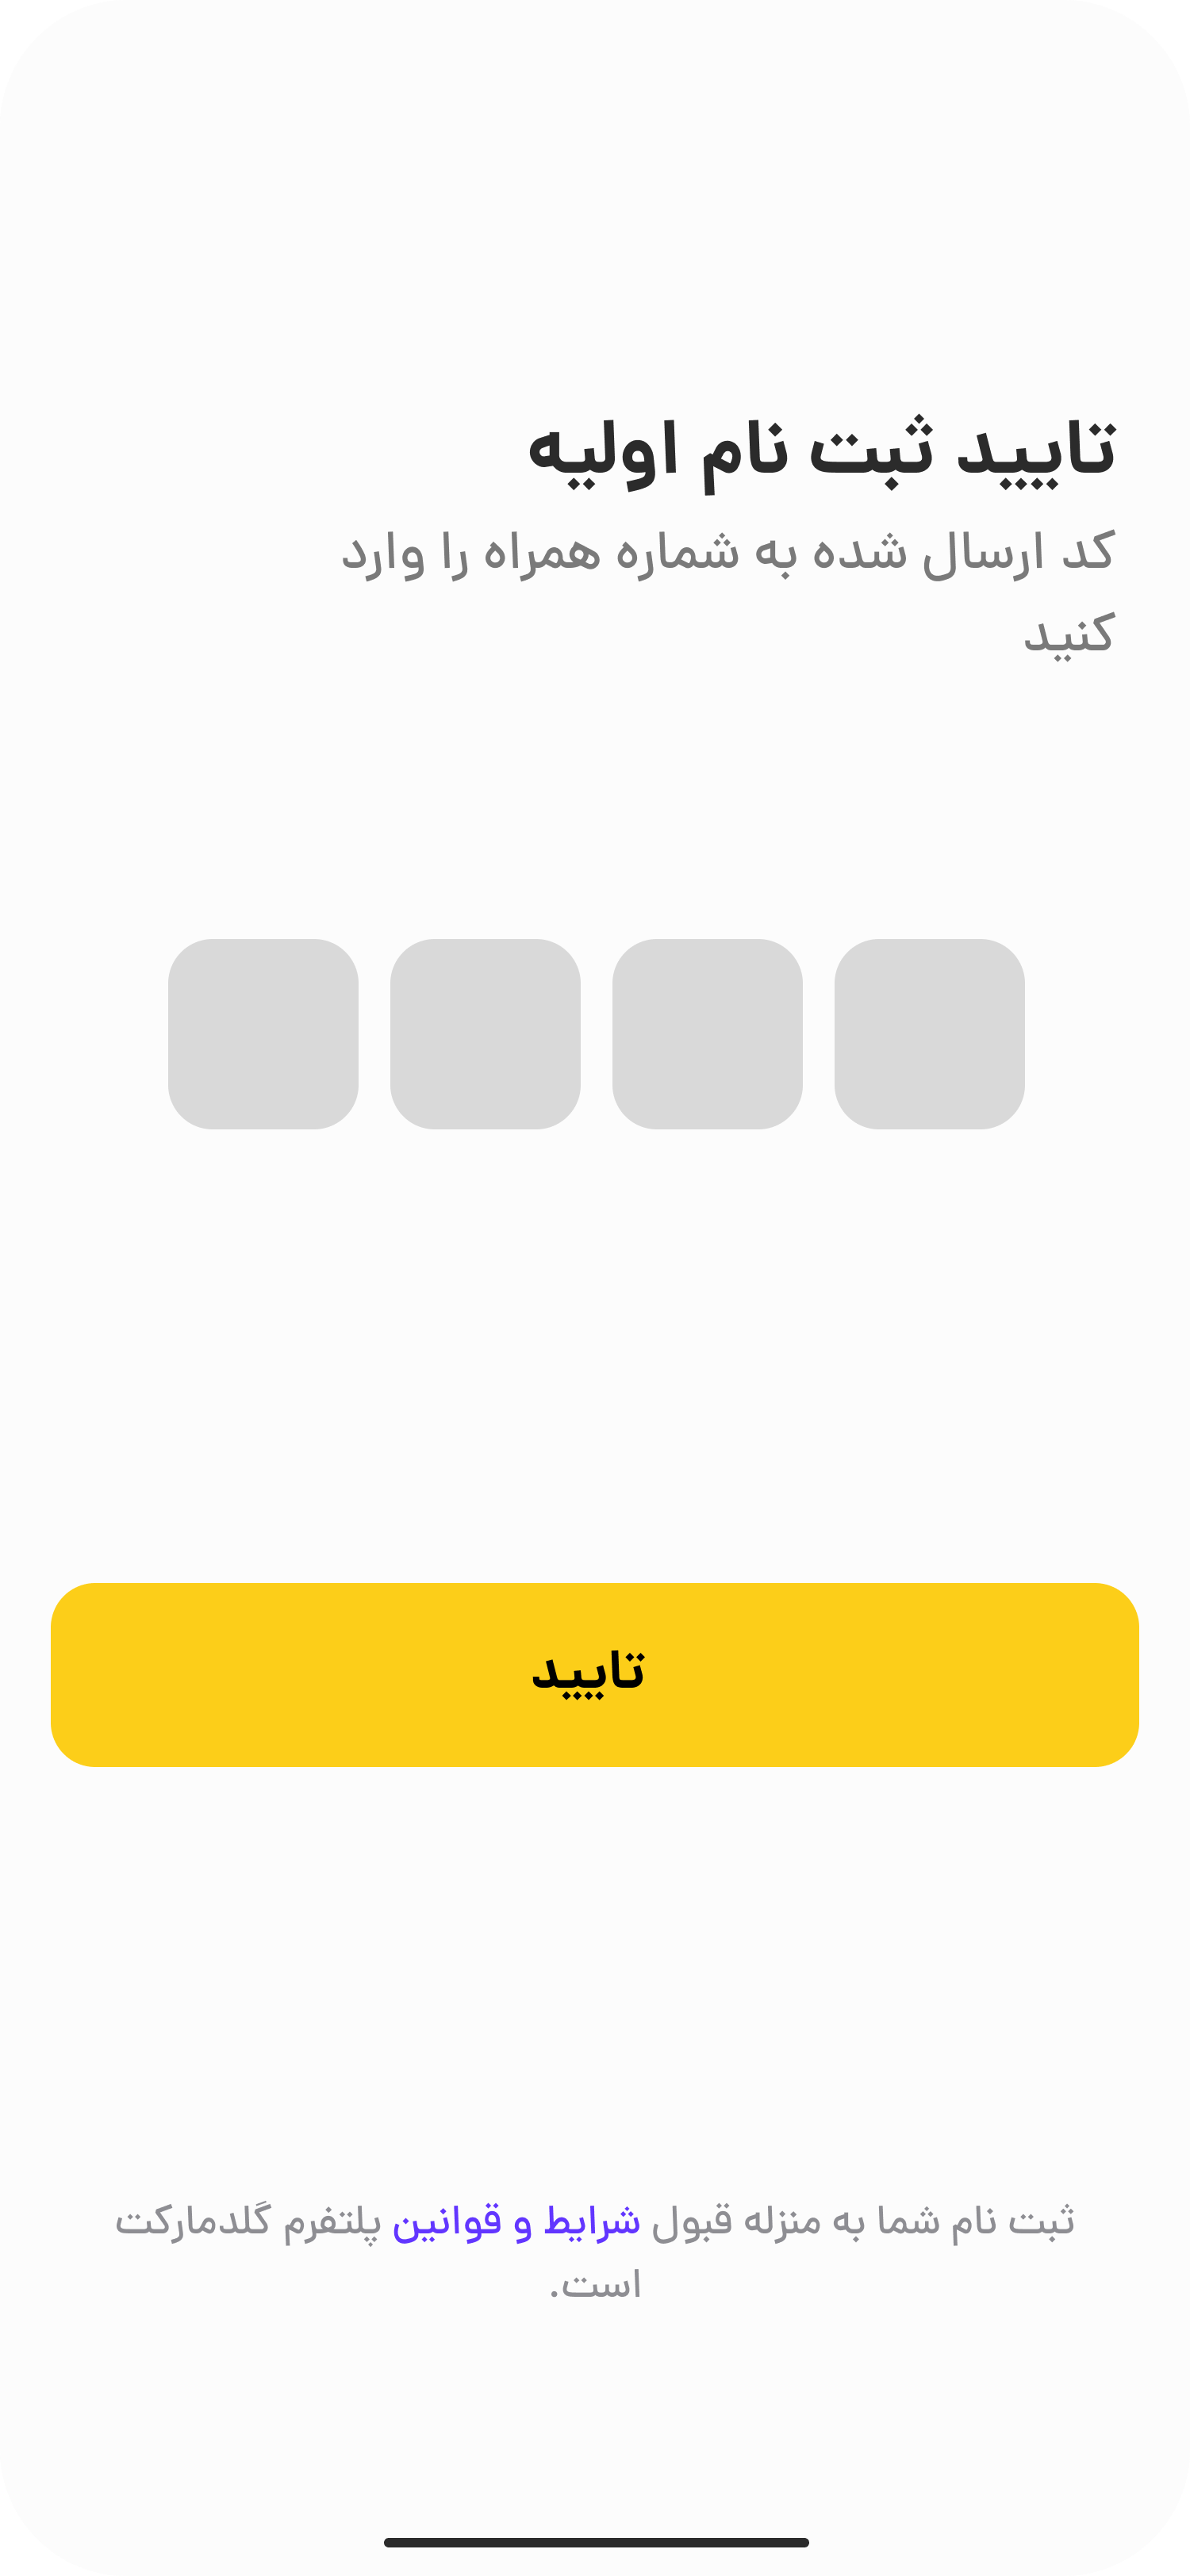 تایید ثبت نام اولیه
کد ارسال شده به شماره همراه را وارد
کنید
تایید
ثبت نام شما به منزله قبول شرایط و قوانین پلتفرم گلدمارکت
است.